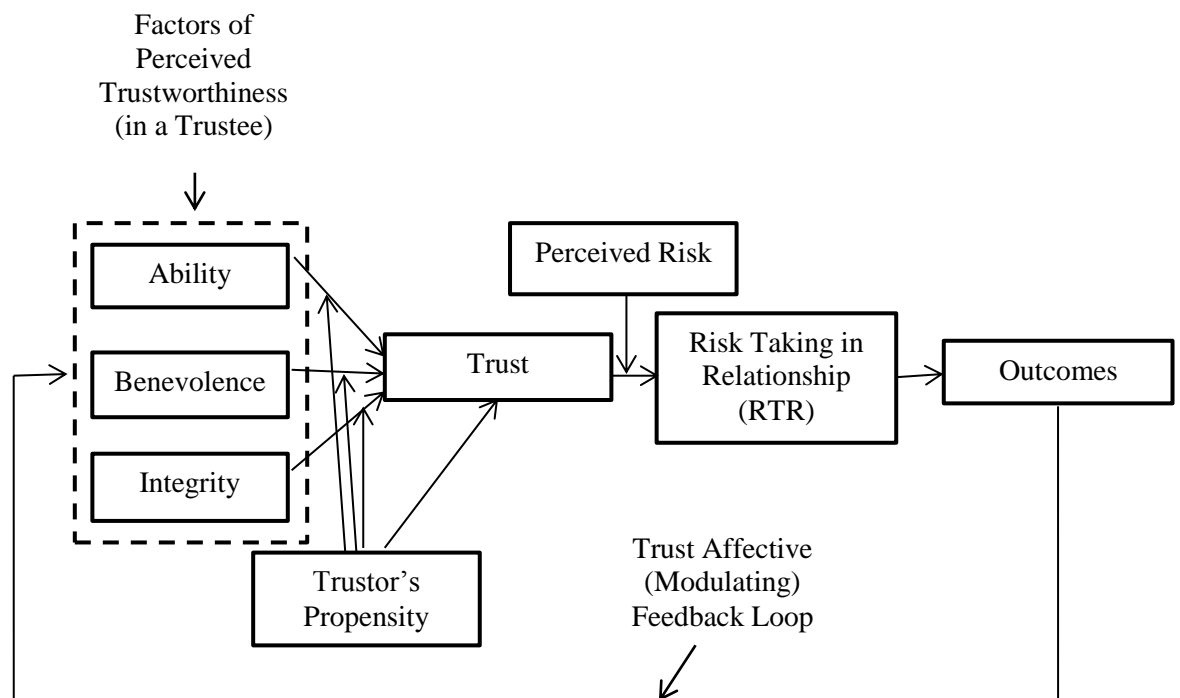 Factors of
Perceived
Trustworthiness
(in a Trustee)
Ability
Benevolence
Integrity
Trustor’s
Propensity
Trust
Perceived Risk
Risk Taking in
Relationship
(RTR)
Outcomes
Trust Affective
(Modulating)
Feedback Loop